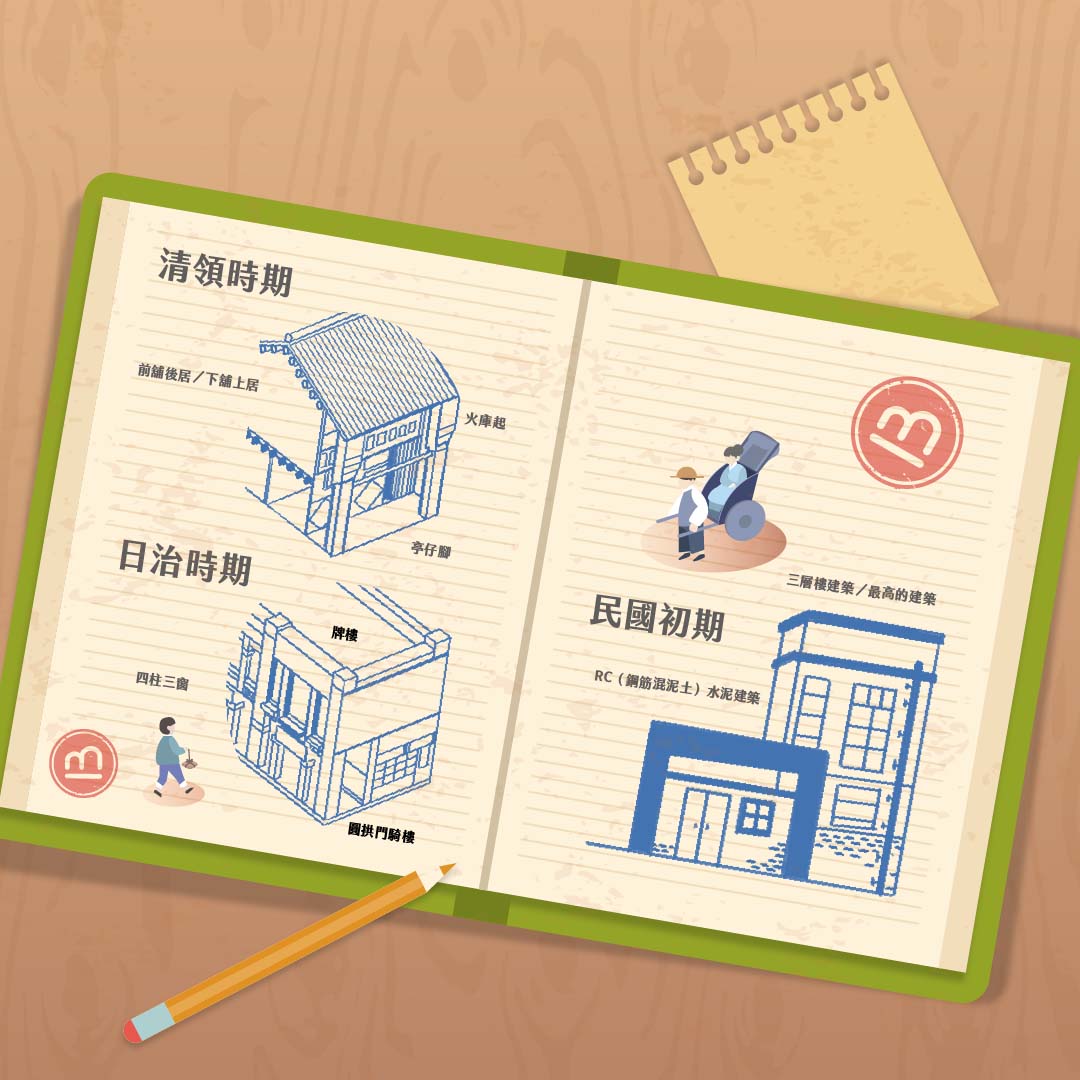 清領時期
前舖後居／下舖上居
火庫起
亭仔腳
日治時期
牌樓
四柱三窗
圓拱門騎樓
三層樓建築／最高的建築
民國初期
RC（鋼筋混泥土）水泥建築